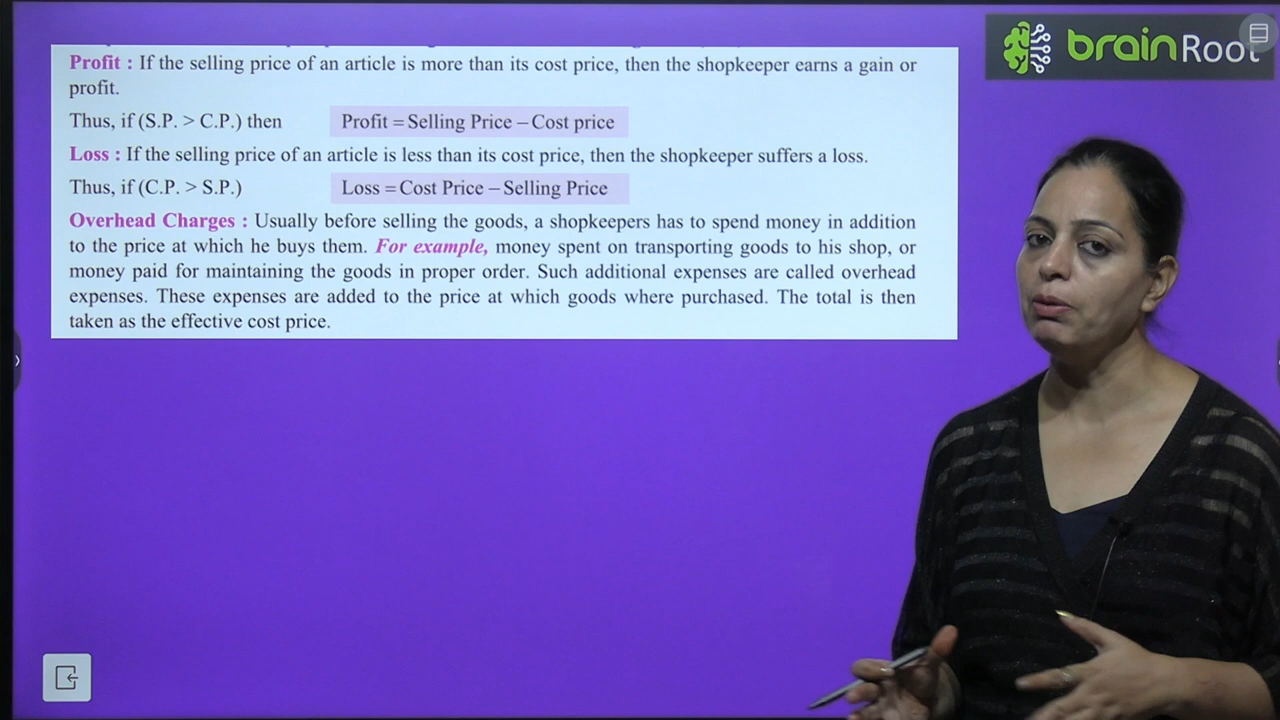 brainRoot
Profit : If the selling price of an article is more than its cost price, then the shopkeeper earns a gain or
profit.
Thus, if (S.P. > C.P.) then Profit = Selling Price – Cost price
Loss : If the selling price of an article is less than its cost price, then the shopkeeper suffers a loss.
Thus, if (C.P. > S.P.) Loss = Cost Price – Selling Price
Overhead Charges : Usually before selling the goods, a shopkeepers has to spend money in addition
to the price at which he buys them. For example, money spent on transporting goods to his shop, or
money paid for maintaining the goods in proper order. Such additional expenses are called overhead
expenses. These expenses are added to the price at which goods where purchased. The total is then
taken as the effective cost price.